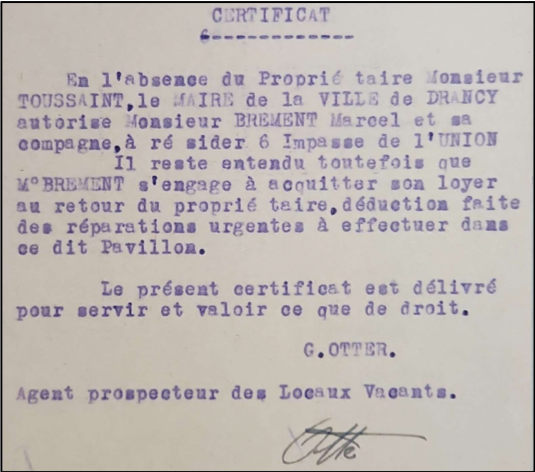 CERTIFICAT
6-------------
En l'absence du Proprié taire Monsieur
TOUSSAINT,le MAIRE de la VILLE de DRANCY
autorise Monsieur BREMENT Marcel et sa
compagne,à ré sider 6 Impasse de l'UNION
Il reste entendu toutefois que
M°BREMENT s'engage à acquitter son loyer
au retour du proprié taire,déduction faite
des réparations urgentes à effectuer dans
ce dit Pavillon.
Le présent certificat est délivré
pour servir et valoir ce que de droit.
G.OTTER.
Agent prospecteur des Locaux Vacants.